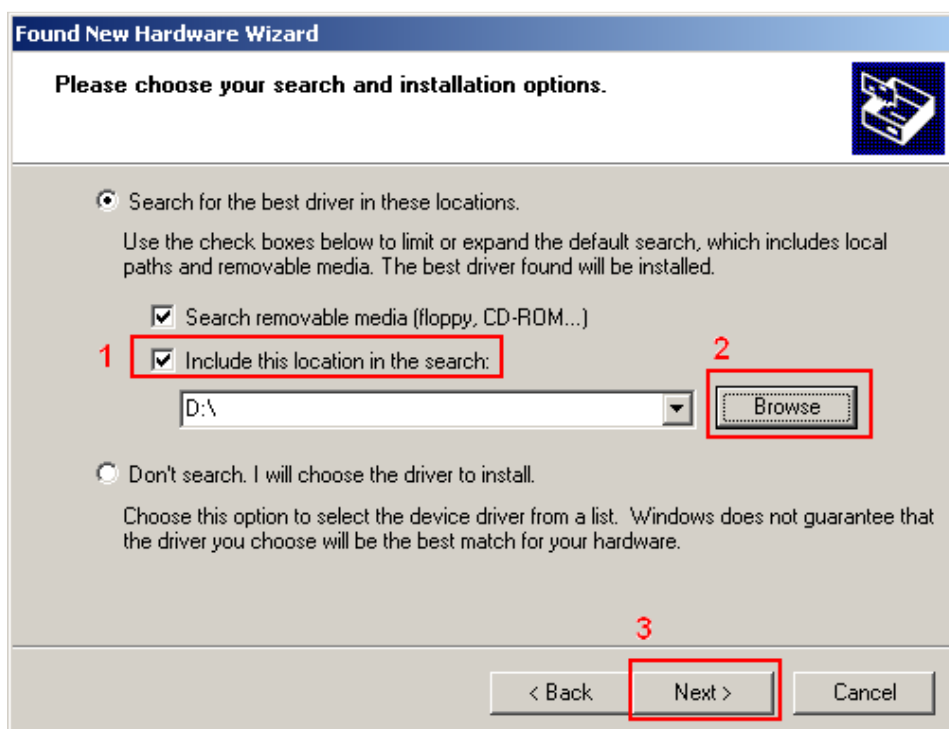 Found New Hardware Wizard
Please choose your search and installation options.
Search for the best driver in these locations.
Use the check boxes below to limit or expand the default search, which includes local
paths and removable media. The best driver found will be installed.
Search removable media (floppy, CD-ROM...)
1 Include this location in the search:
2
D:\ Browse
Don't search. I will choose the driver to install.
Choose this option to select the device driver from a list. Windows does not guarantee that
the driver you choose will be the best match for your hardware.
3
< Back Next > Cancel